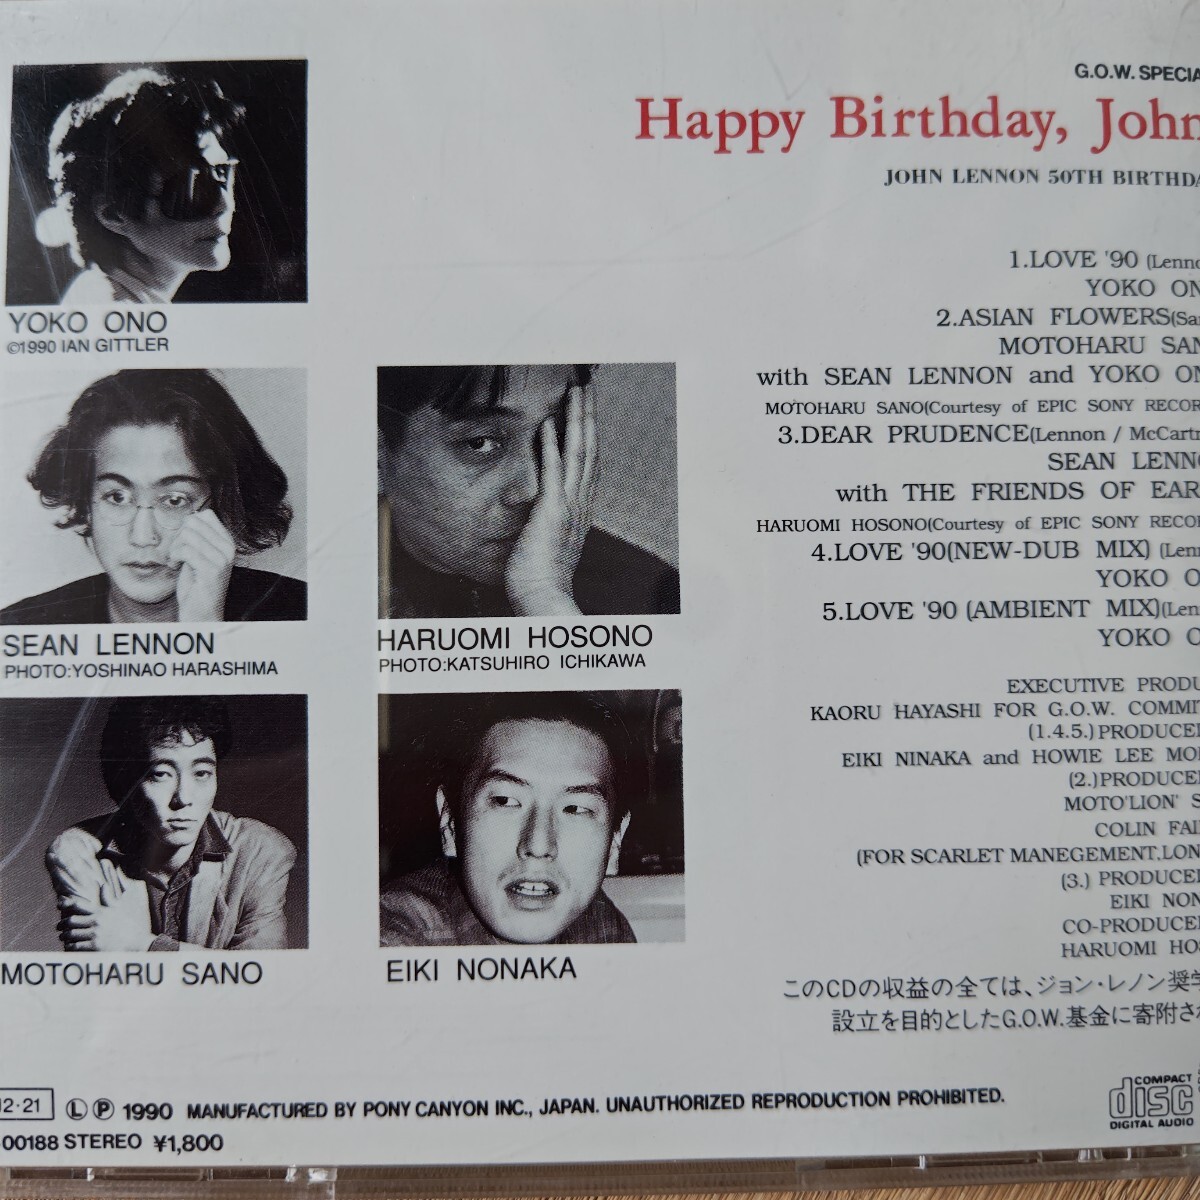 G.O.W. SPECIA
Happy Birthday, John
JOHN LENNON 50TH BIRTHDA
YOKO ONO
©1990 IAN GITTLER
SEAN LENNON
PHOTO:YOSHINAO HARASHIMA
HARUOMI HOSONO
PHOTO:KATSUHIRO ICHIKAWA
MOTOHARU SANO
EIKI NONAKA
1.LOVE '90 (Lenno
YOKO ON
2.ASIAN FLOWERS(San
MOTOHARU SAN
with SEAN LENNON and YOKO ON
MOTOHARU SANO(Courtesy of EPIC SONY RECOR
3.DEAR PRUDENCE(Lennon / McCartn
SEAN LENNO
with THE FRIENDS OF EAR
HARUOMI HOSONO(Courtesy of EPIC SONY RECOR
4.LOVE '90(NEW-DUB MIX) (Lenn
YOKO O
5.LOVE '90 (AMBIENT MIX)(Len
YOKO O
EXECUTIVE PRODU
KAORU HAYASHI FOR G.O.W. COMMIT
(1.4.5.) PRODUCE
EIKI NINAKA and HOWIE LEE MO
(2.)PRODUCE
MOTO'LION' S
COLIN FAI
(FOR SCARLET MANEGEMENT.LON
(3.) PRODUCE
EIKI NON
CO-PRODUCE
HARUOMI HOS
このCDの収益の全ては、ジョン・レノン奨学
設立を目的としたG.O.W.基金に寄附さ
2・21
Ⓛ Ⓟ 1990 MANUFACTURED BY PONY CANYON INC., JAPAN. UNAUTHORIZED REPRODUCTION PROHIBITED.
00188 STEREO ¥1,800
COMPACT
disc
DIGITAL AUDIO